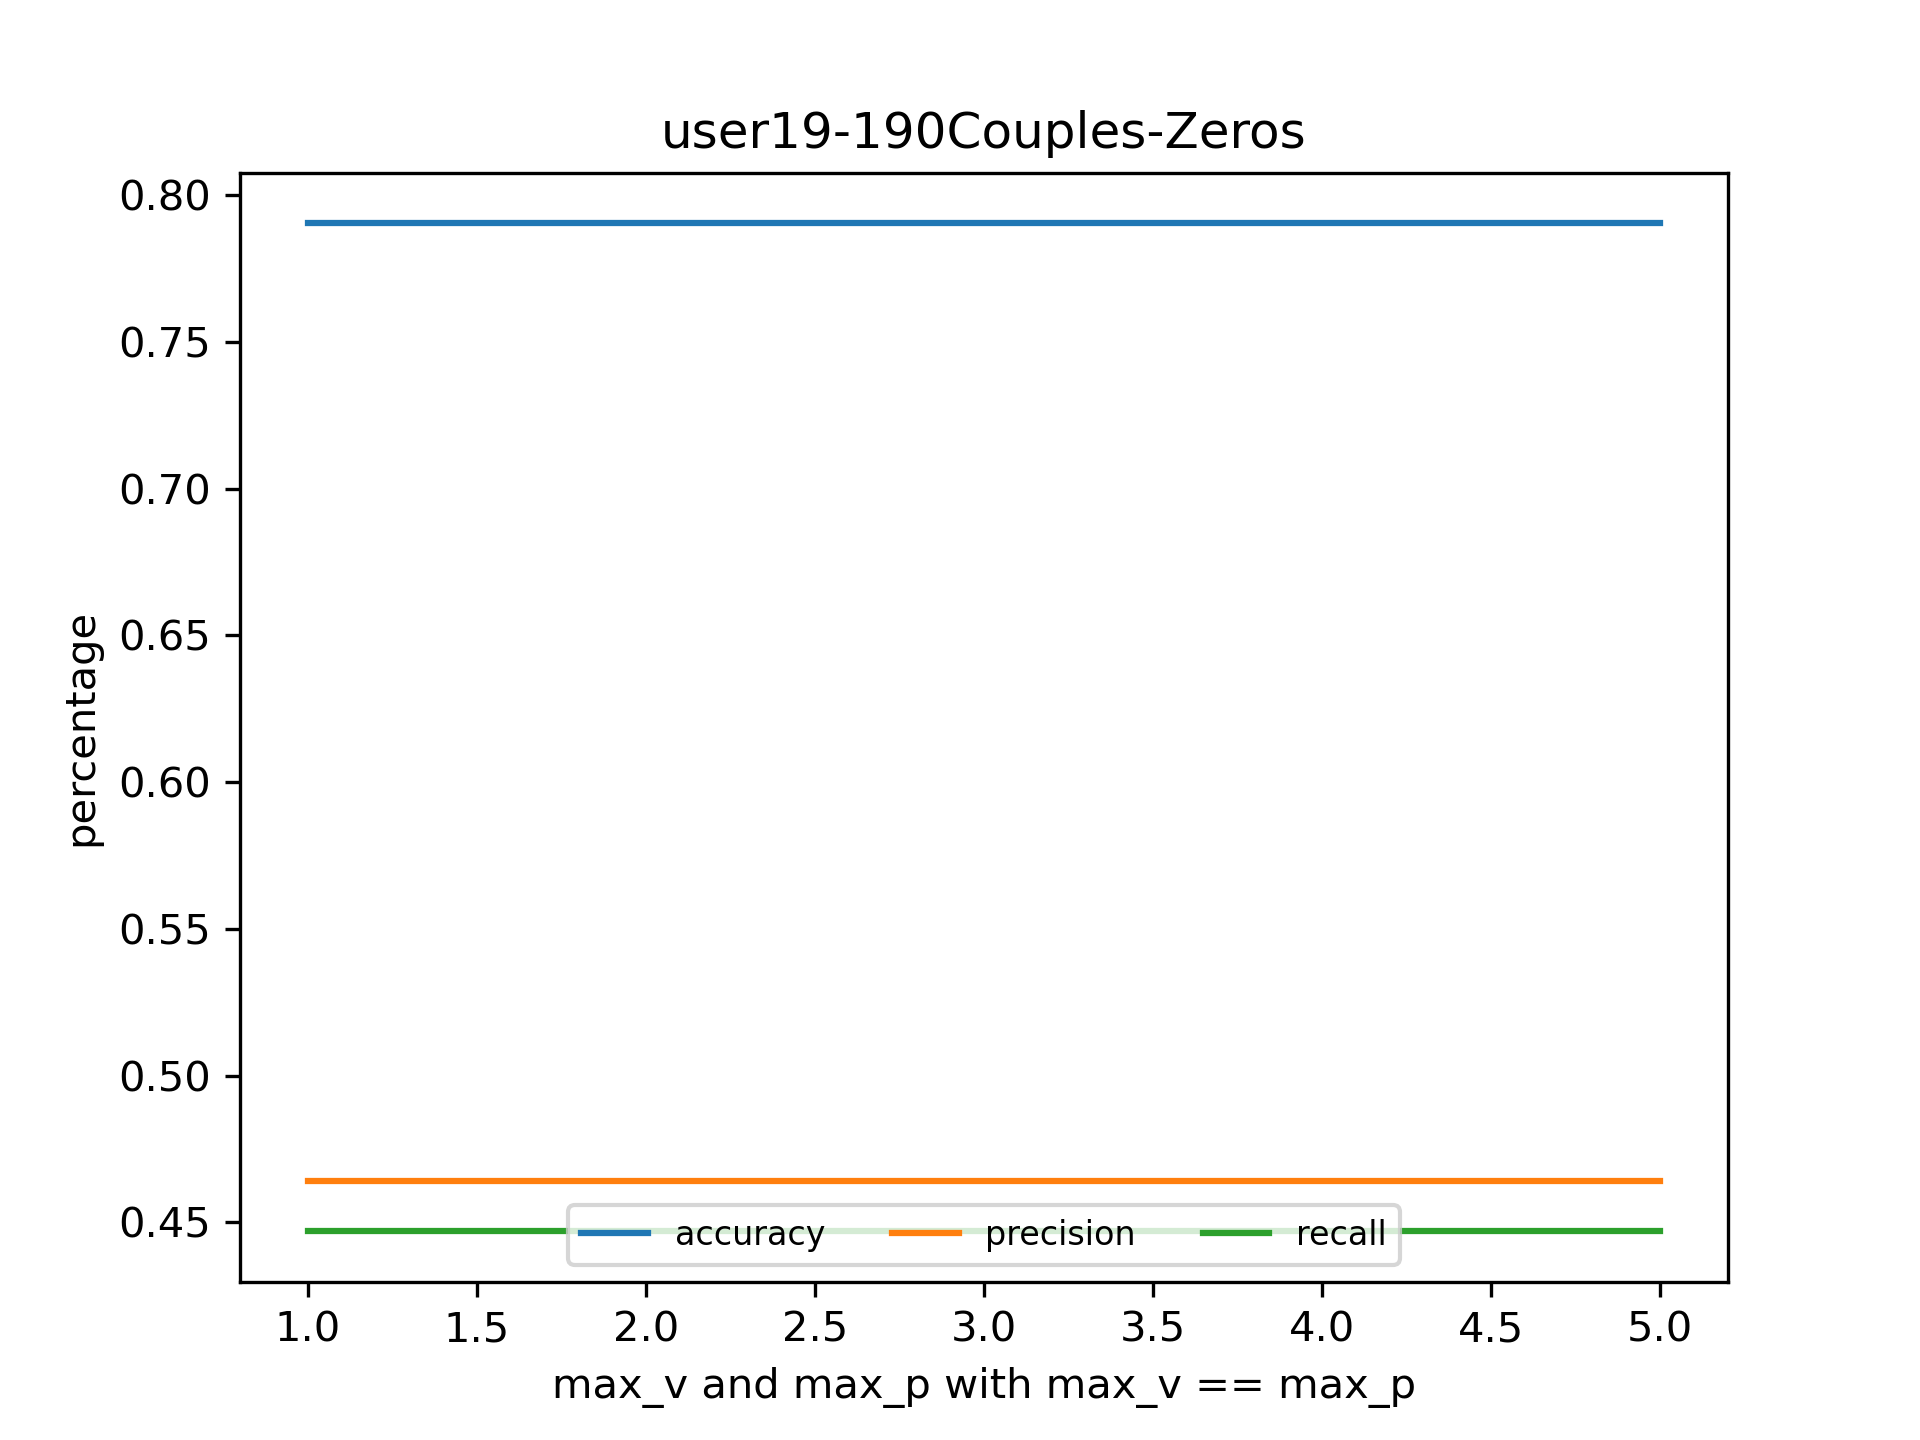 user19-190Couples-Zeros
0.80
0.75
0.70
0.65
0.60
0.55
0.50
0.45
percentage
accuracy precision recall
1.0 1.5 2.0 2.5 3.0 3.5 4.0 4.5 5.0
max_v and max_p with max_v == max_p